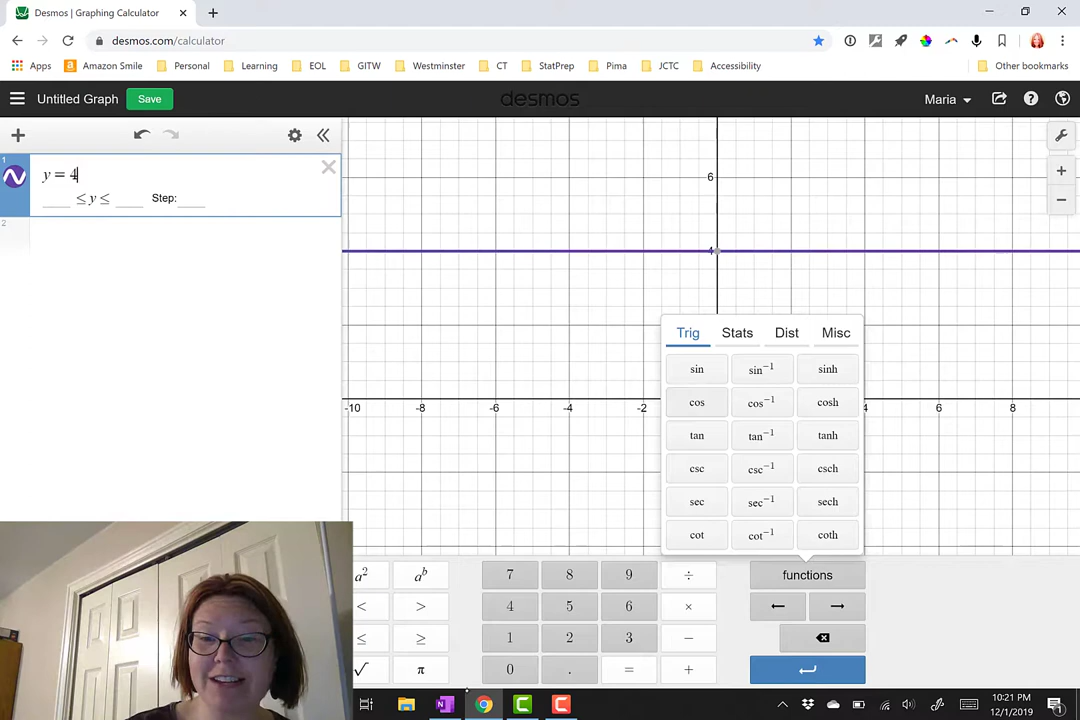 Desmos | Graphing Calculator
desmos.com/calculator
Apps Amazon Smile Personal Learning EOL GITW Westminster CT StatPrep Pima JCTC Accessibility Other bookmarks
Untitled Graph Save desmos Maria
1
y = 4
≤ y ≤ Step:
2
6
4
-10 -8 -6 -4 -2 4 6 8
Trig Stats Dist Misc
sin sin⁻¹ sinh
cos cos⁻¹ cosh
tan tan⁻¹ tanh
csc csc⁻¹ csch
sec sec⁻¹ sech
cot cot⁻¹ coth
a² aᵇ 7 8 9 ÷ functions
< > 4 5 6 × ← →
≤ ≥ 1 2 3 −
√ π 0 . = +
10:21 PM
12/1/2019